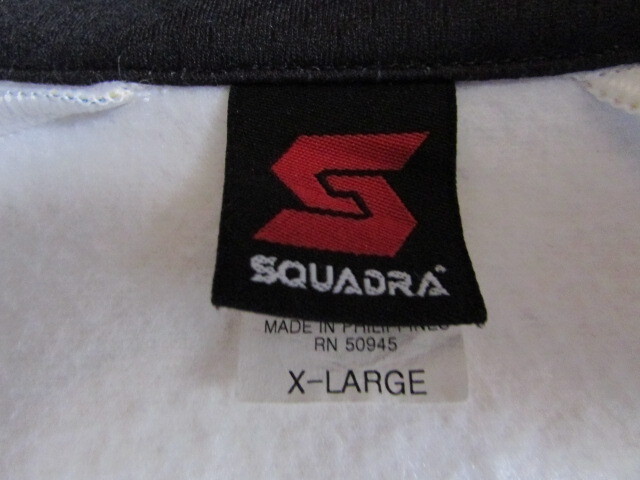 SQUADRA
MADE IN PHILIPPINES
RN 50945
X-LARGE